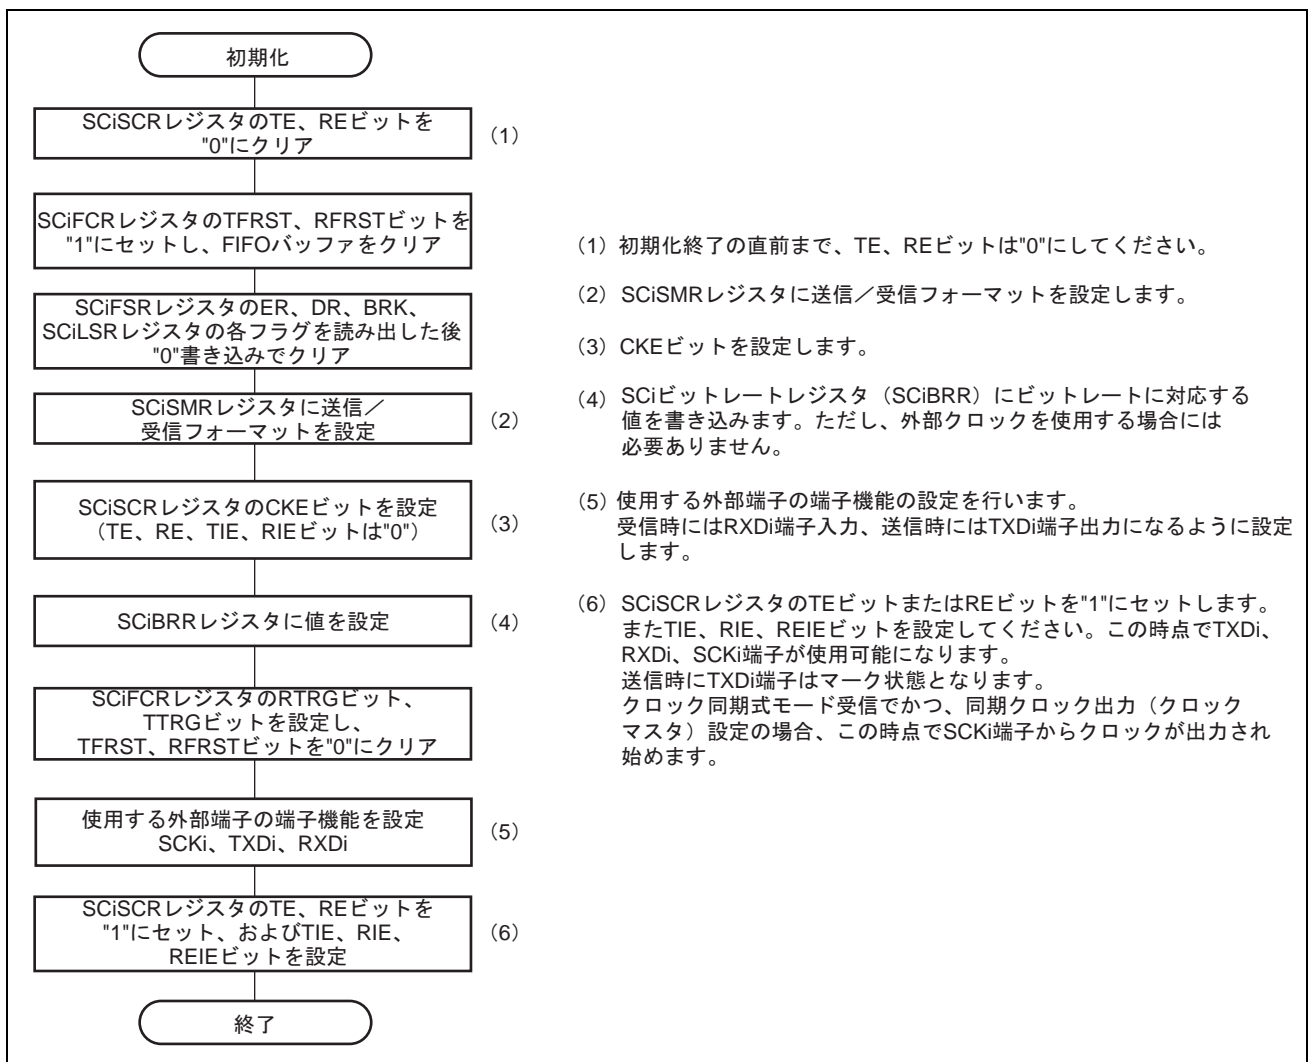 初期化
SCiSCRレジスタのTE、REビットを
"0"にクリア
（1）
SCiFCRレジスタのTFRST、RFRSTビットを
"1"にセットし、FIFOバッファをクリア
SCiFSRレジスタのER、DR、BRK、
SCiLSRレジスタの各フラグを読み出した後
"0"書き込みでクリア
SCiSMRレジスタに送信／
受信フォーマットを設定
（2）
SCiSCRレジスタのCKEビットを設定
（TE、RE、TIE、RIEビットは"0"）
（3）
SCiBRRレジスタに値を設定
（4）
SCiFCRレジスタのRTRGビット、
TTRGビットを設定し、
TFRST、RFRSTビットを"0"にクリア
使用する外部端子の端子機能を設定
SCKi、TXDi、RXDi
（5）
SCiSCRレジスタのTE、REビットを
"1"にセット、およびTIE、RIE、
REIEビットを設定
（6）
終了
（1）初期化終了の直前まで、TE、REビットは"0"にしてください。
（2）SCiSMRレジスタに送信／受信フォーマットを設定します。
（3）CKEビットを設定します。
（4）SCiビットレートレジスタ（SCiBRR）にビットレートに対応する
値を書き込みます。ただし、外部クロックを使用する場合には
必要ありません。
（5）使用する外部端子の端子機能の設定を行います。
受信時にはRXDi端子入力、送信時にはTXDi端子出力になるように設定
します。
（6）SCiSCRレジスタのTEビットまたはREビットを"1"にセットします。
またTIE、RIE、REIEビットを設定してください。この時点でTXDi、
RXDi、SCKi端子が使用可能になります。
送信時にTXDi端子はマーク状態となります。
クロック同期式モード受信でかつ、同期クロック出力（クロック
マスタ）設定の場合、この時点でSCKi端子からクロックが出力され
始めます。